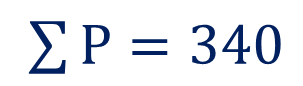 ∑ P = 340